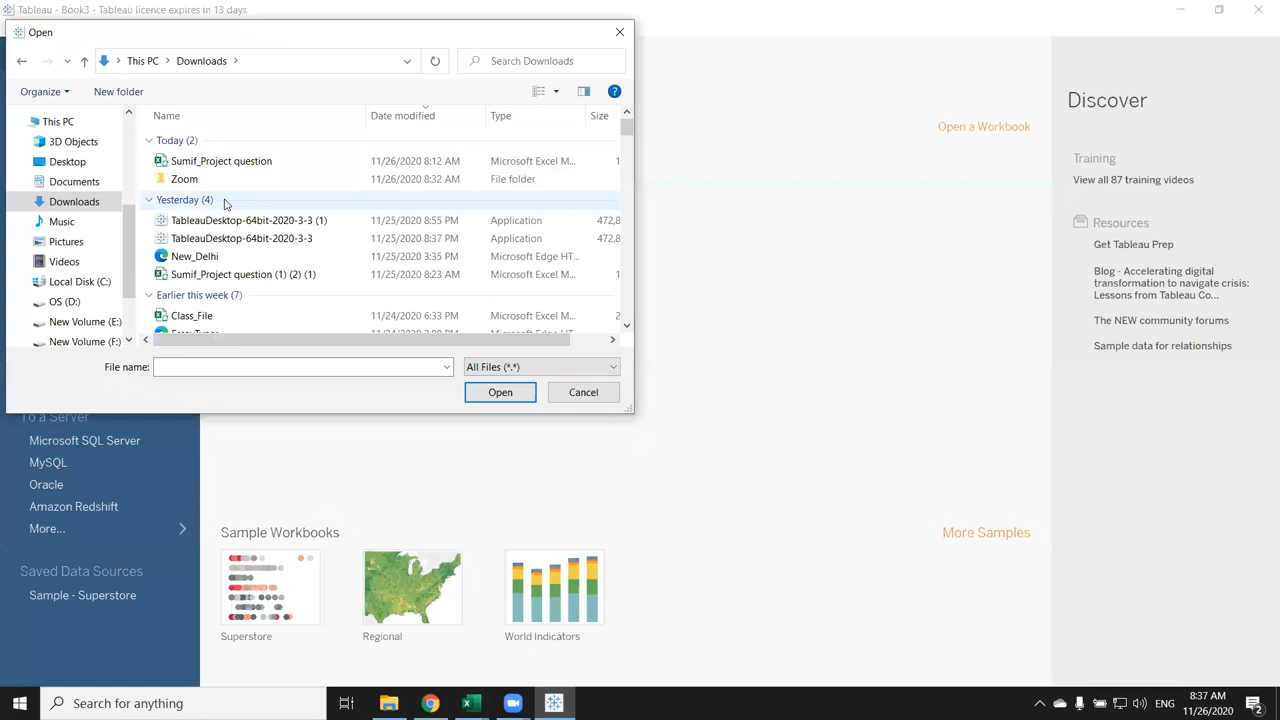 Tableau - Book3 - Tableau licence expires in 13 days
Open
This PC > Downloads >
Search Downloads
Organize
New folder
?
Name
Date modified
Type
Size
This PC
3D Objects
Desktop
Documents
Downloads
Music
Pictures
Videos
Local Disk (C:)
OS (D:)
New Volume (E:)
New Volume (F:)
Today (2)
Sumif_Project question 11/26/2020 8:12 AM Microsoft Excel M... 1
Zoom 11/26/2020 8:32 AM File folder
Yesterday (4)
TableauDesktop-64bit-2020-3-3 (1) 11/25/2020 8:55 PM Application 472,8
TableauDesktop-64bit-2020-3-3 11/25/2020 8:37 PM Application 472,8
New_Delhi 11/25/2020 3:35 PM Microsoft Edge HT...
Sumif_Project question (1) (2) (1) 11/25/2020 8:23 AM Microsoft Excel M... 1
Earlier this week (7)
Class_File 11/24/2020 6:33 PM Microsoft Excel M... 2
File name:
All Files (*.*)
Open
Cancel
To a Server
Microsoft SQL Server
MySQL
Oracle
Amazon Redshift
More...
Saved Data Sources
Sample - Superstore
Open a Workbook
Sample Workbooks
More Samples
Superstore
Regional
World Indicators
Discover
Training
View all 87 training videos
Resources
Get Tableau Prep
Blog - Accelerating digital
transformation to navigate crisis:
Lessons from Tableau Co...
The NEW community forums
Sample data for relationships
Search for anything
ENG
8:37 AM
11/26/2020
2